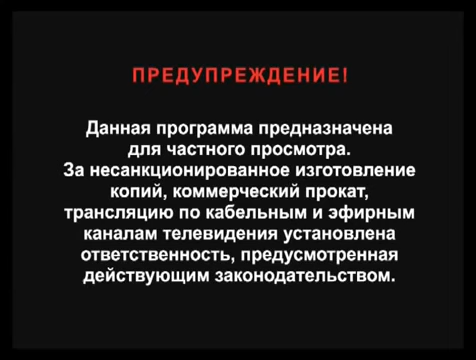 ПРЕДУПРЕЖДЕНИЕ!
Данная программа предназначена
для частного просмотра.
За несанкционированное изготовление
копий, коммерческий прокат,
трансляцию по кабельным и эфирным
каналам телевидения установлена
ответственность, предусмотренная
действующим законодательством.